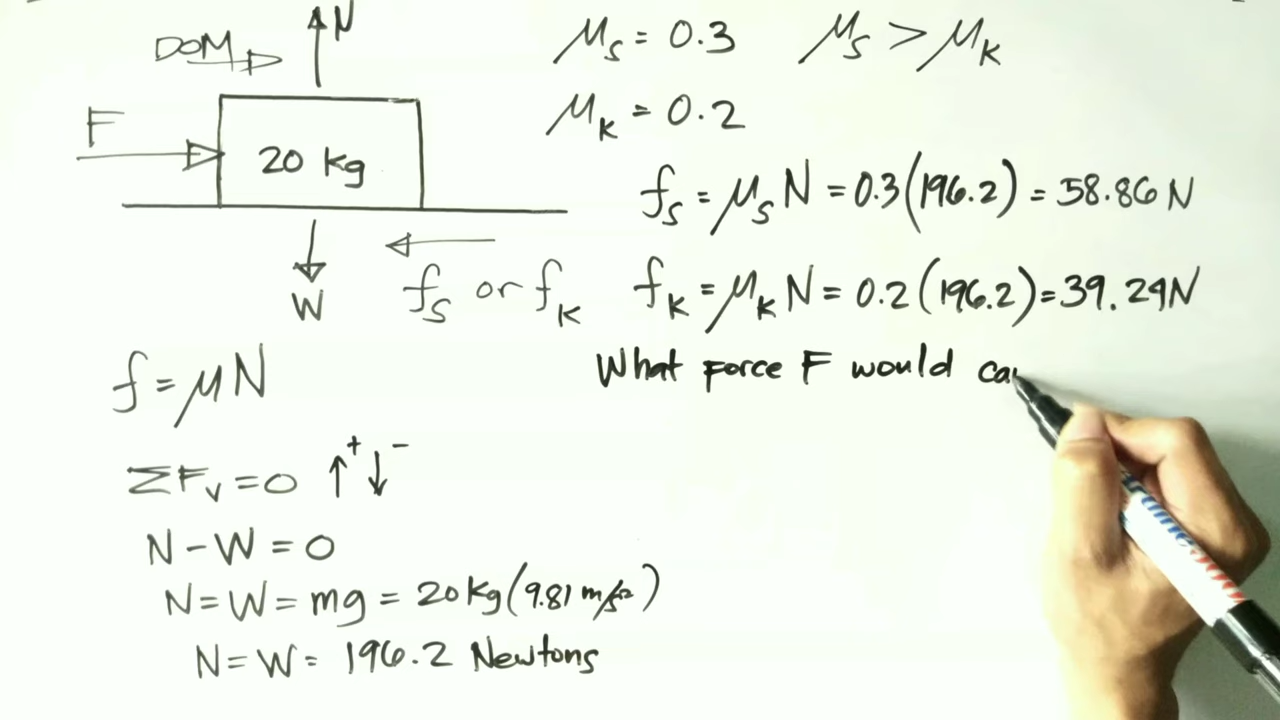 N
DOM
F
20 kg
W
fs or fK
μs = 0.3 μs > μK
μK = 0.2
fs = μs N = 0.3(196.2) = 58.86 N
fK = μK N = 0.2(196.2) = 39.24N
What force F would
f = μN
ΣFv = 0 ↑+ ↓-
N - W = 0
N = W = mg = 20kg(9.81 m/s²)
N = W = 196.2 Newtons